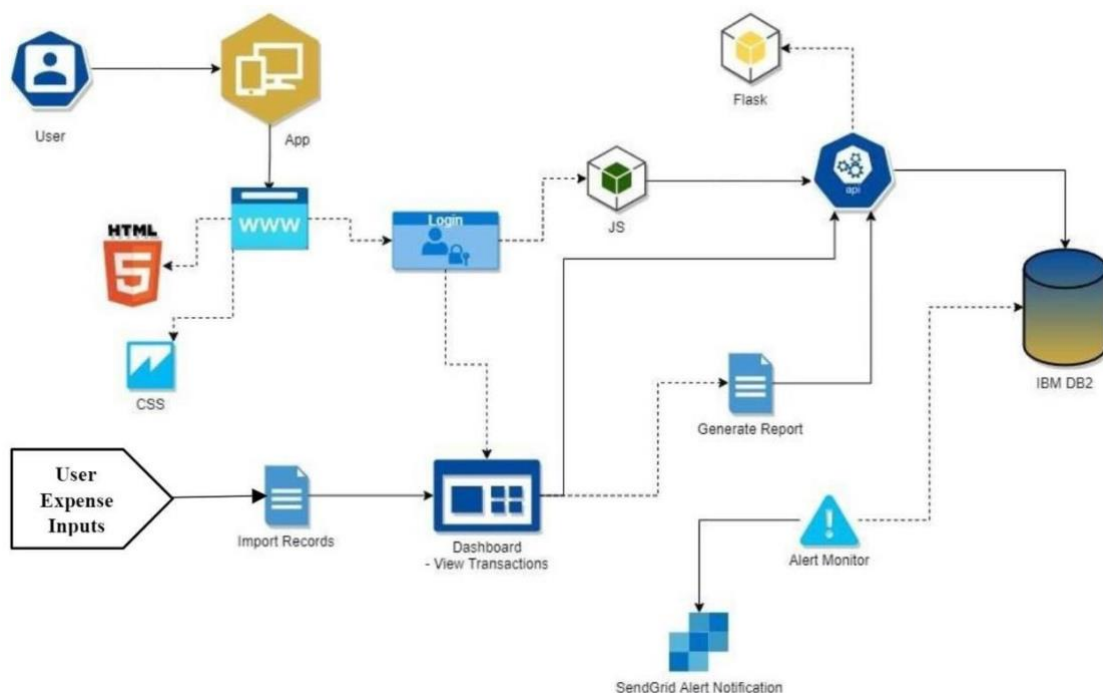 User
App
Flask
WWW
Login
api
JS
HTML
5
CSS
IBM DB2
Generate Report
User
Expense
Inputs
Import Records
Dashboard
- View Transactions
Alert Monitor
SendGrid Alert Notification